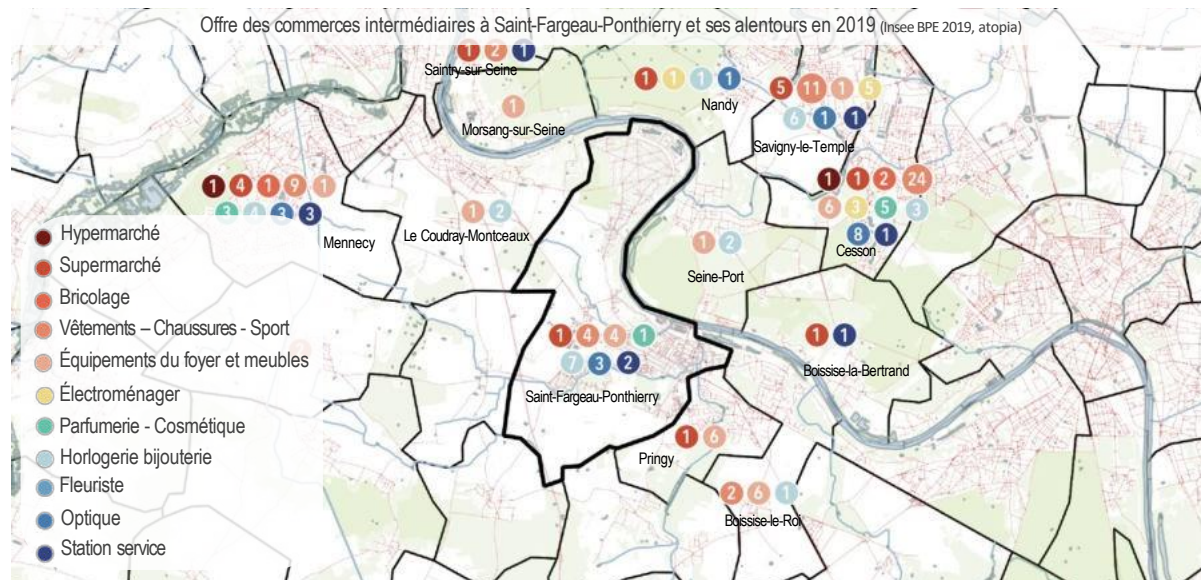 Offre des commerces intermédiaires à Saint-Fargeau-Ponthierry et ses alentours en 2019 (Insee BPE 2019, atopia)
1 2 1
Saintry-sur-Seine
1
Morsang-sur-Seine
1 1 1 1
Nandy
5 11 1 5
6 1 1
Savigny-le-Temple
1 1 2 24
6 3 5 3
8 1
Cesson
1 4 1 9 1
3 4 3 3
Mennecy
1 2
Le Coudray-Montceaux
1 2
Seine-Port
1 4 4 1
7 3 2
Saint-Fargeau-Ponthierry
1 1
Boissise-la-Bertrand
1 6
Pringy
2 6 1
Boissise-le-Roi
Hypermarché
Supermarché
Bricolage
Vêtements – Chaussures - Sport
Équipements du foyer et meubles
Électroménager
Parfumerie - Cosmétique
Horlogerie bijouterie
Fleuriste
Optique
Station service